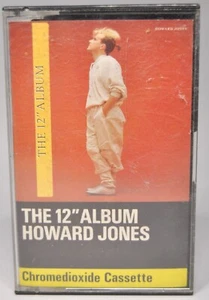 THE 12" ALBUM
THE 12" ALBUM
HOWARD JONES
Chromedioxide Cassette